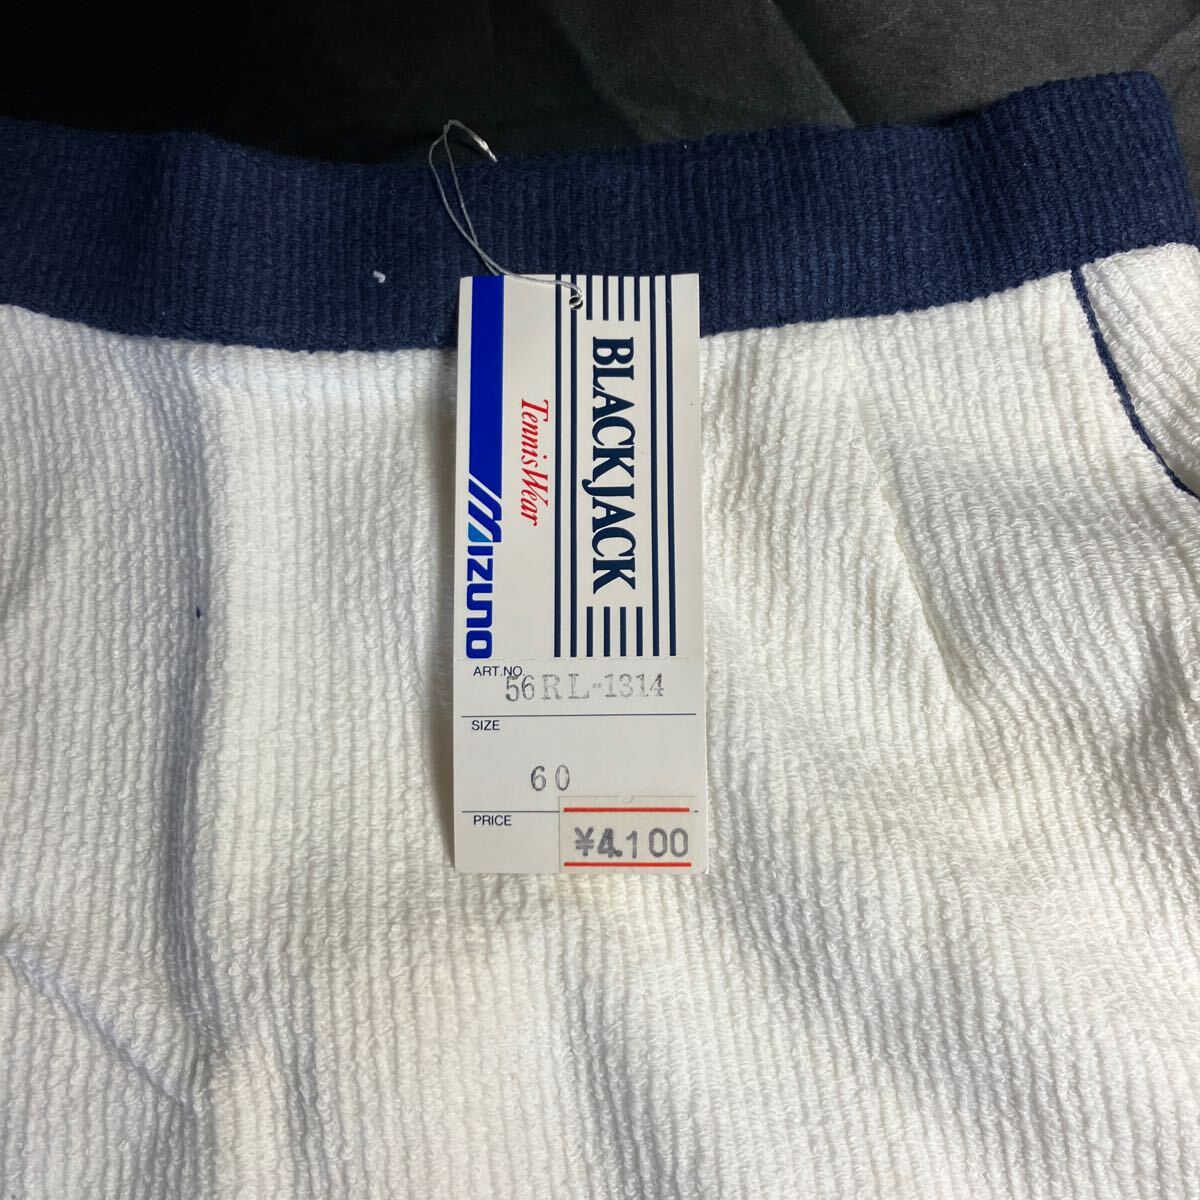 BLACKJACK
Tennis Wear
MIZUNO
ART.NO.
56RL-1314
SIZE
60
PRICE
¥4.100